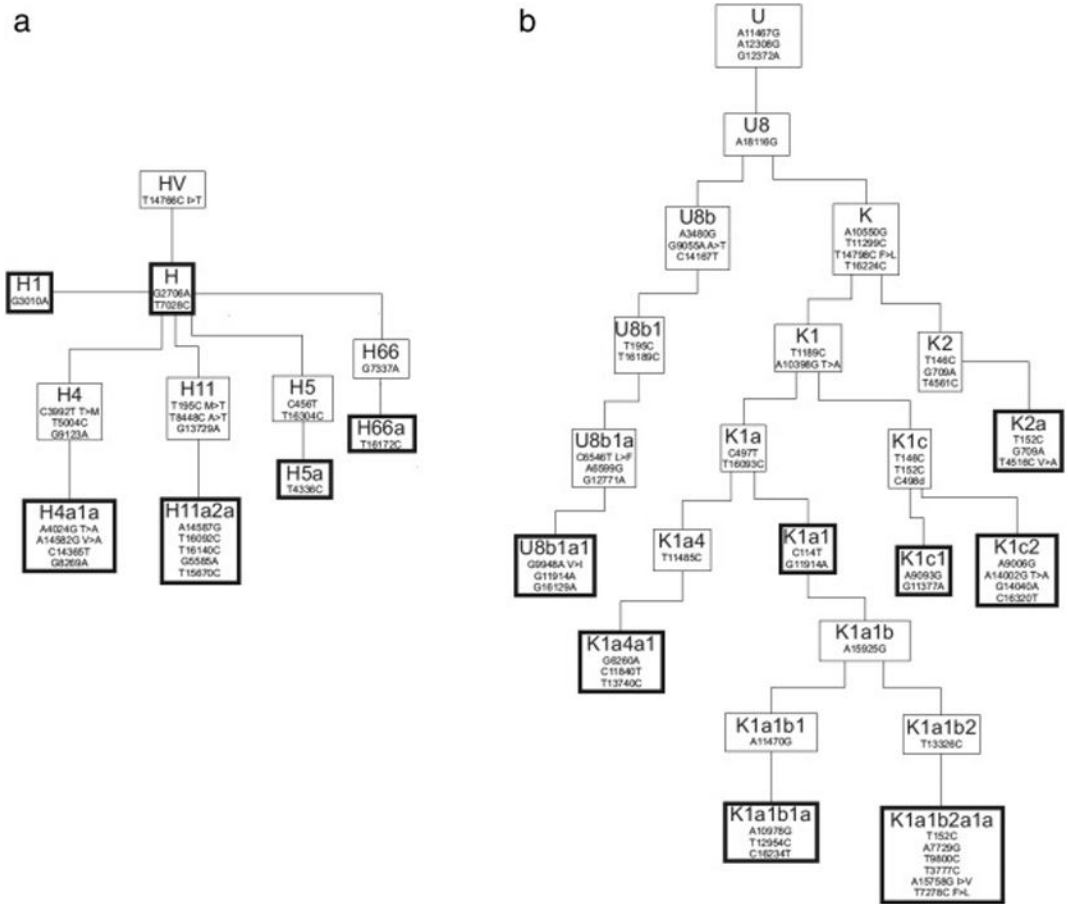 a
HV
T14766C I>T
H
G2706A
T7028C
H1
G3010A
H4
C3992T T>M
T5004C
G9123A
H4a1a
A4024G T>A
A14582G V>A
C14365T
G8269A
H11
T195C M>T
T8448C A>T
G13729A
H11a2a
A14587G
T16092C
T16140C
G5585A
T15670C
H5
C456T
T16304C
H5a
T4336C
H66
G7337A
H66a
T16172C
b
U
A11467G
A12308G
G12372A
U8
A18116G
U8b
A3480G
G9055A A>T
C14167T
U8b1
T195C
T16189C
U8b1a
C6546T L>F
A6599G
G12771A
U8b1a1
G9948A V>I
G11914A
G16129A
K
A10550G
T11299C
T14798C F>L
T16224C
K1
T1189C
A10398G T>A
K2
T146C
G709A
T4561C
K2a
T152C
G709A
T4516C V>A
K1a
C497T
T16093C
K1c
T146C
T152C
C498d
K1a4
T11485C
K1a1
C114T
G11914A
K1c1
A9093G
G11377A
K1c2
A9006G
A14002G T>A
G14040A
C16320T
K1a4a1
G6260A
C11840T
T13740C
K1a1b
A15925G
K1a1b1
A11470G
K1a1b2
T13326C
K1a1b1a
A10978G
T12954C
C16234T
K1a1b2a1a
T152C
A7729G
T9800C
T3777C
A15758G I>V
T7278C F>L